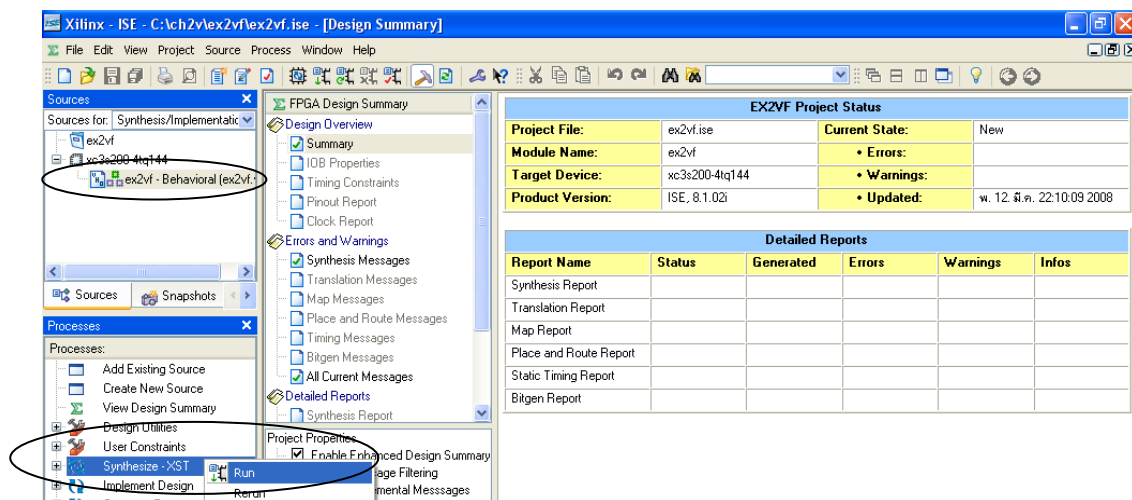 Xilinx - ISE - C:\ch2v\ex2vf\ex2vf.ise - [Design Summary]
File Edit View Project Source Process Window Help
Sources
Sources for: Synthesis/Implementatic
ex2vf
xc3s200-4tq144
ex2vf - Behavioral (ex2vf.
Sources
Snapshots
Processes
Processes:
Add Existing Source
Create New Source
View Design Summary
Design Utilities
User Constraints
Synthesize - XST
Implement Design
Run
Rerun
FPGA Design Summary
Design Overview
Summary
IOB Properties
Timing Constraints
Pinout Report
Clock Report
Errors and Warnings
Synthesis Messages
Translation Messages
Map Messages
Place and Route Messages
Timing Messages
Bitgen Messages
All Current Messages
Detailed Reports
Synthesis Report
Project Properties
Enable Enhanced Design Summary
age Filtering
emental Messsages
EX2VF Project Status
Project File: ex2vf.ise Current State: New
Module Name: ex2vf • Errors:
Target Device: xc3s200-4tq144 • Warnings:
Product Version: ISE, 8.1.02i • Updated: พ. 12. มี.ค. 22:10:09 2008
Detailed Reports
Report Name Status Generated Errors Warnings Infos
Synthesis Report
Translation Report
Map Report
Place and Route Report
Static Timing Report
Bitgen Report